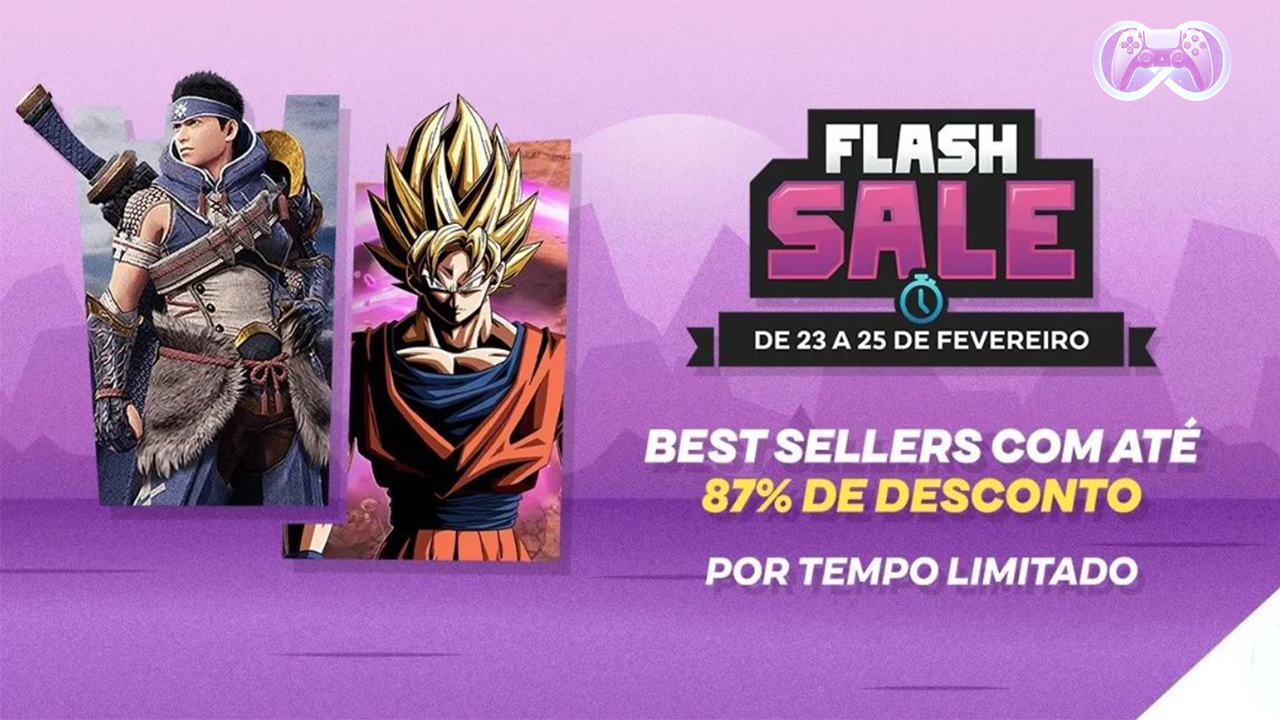 FLASH
SALE
DE 23 A 25 DE FEVEREIRO
BEST SELLERS COM ATÉ
87% DE DESCONTO
POR TEMPO LIMITADO